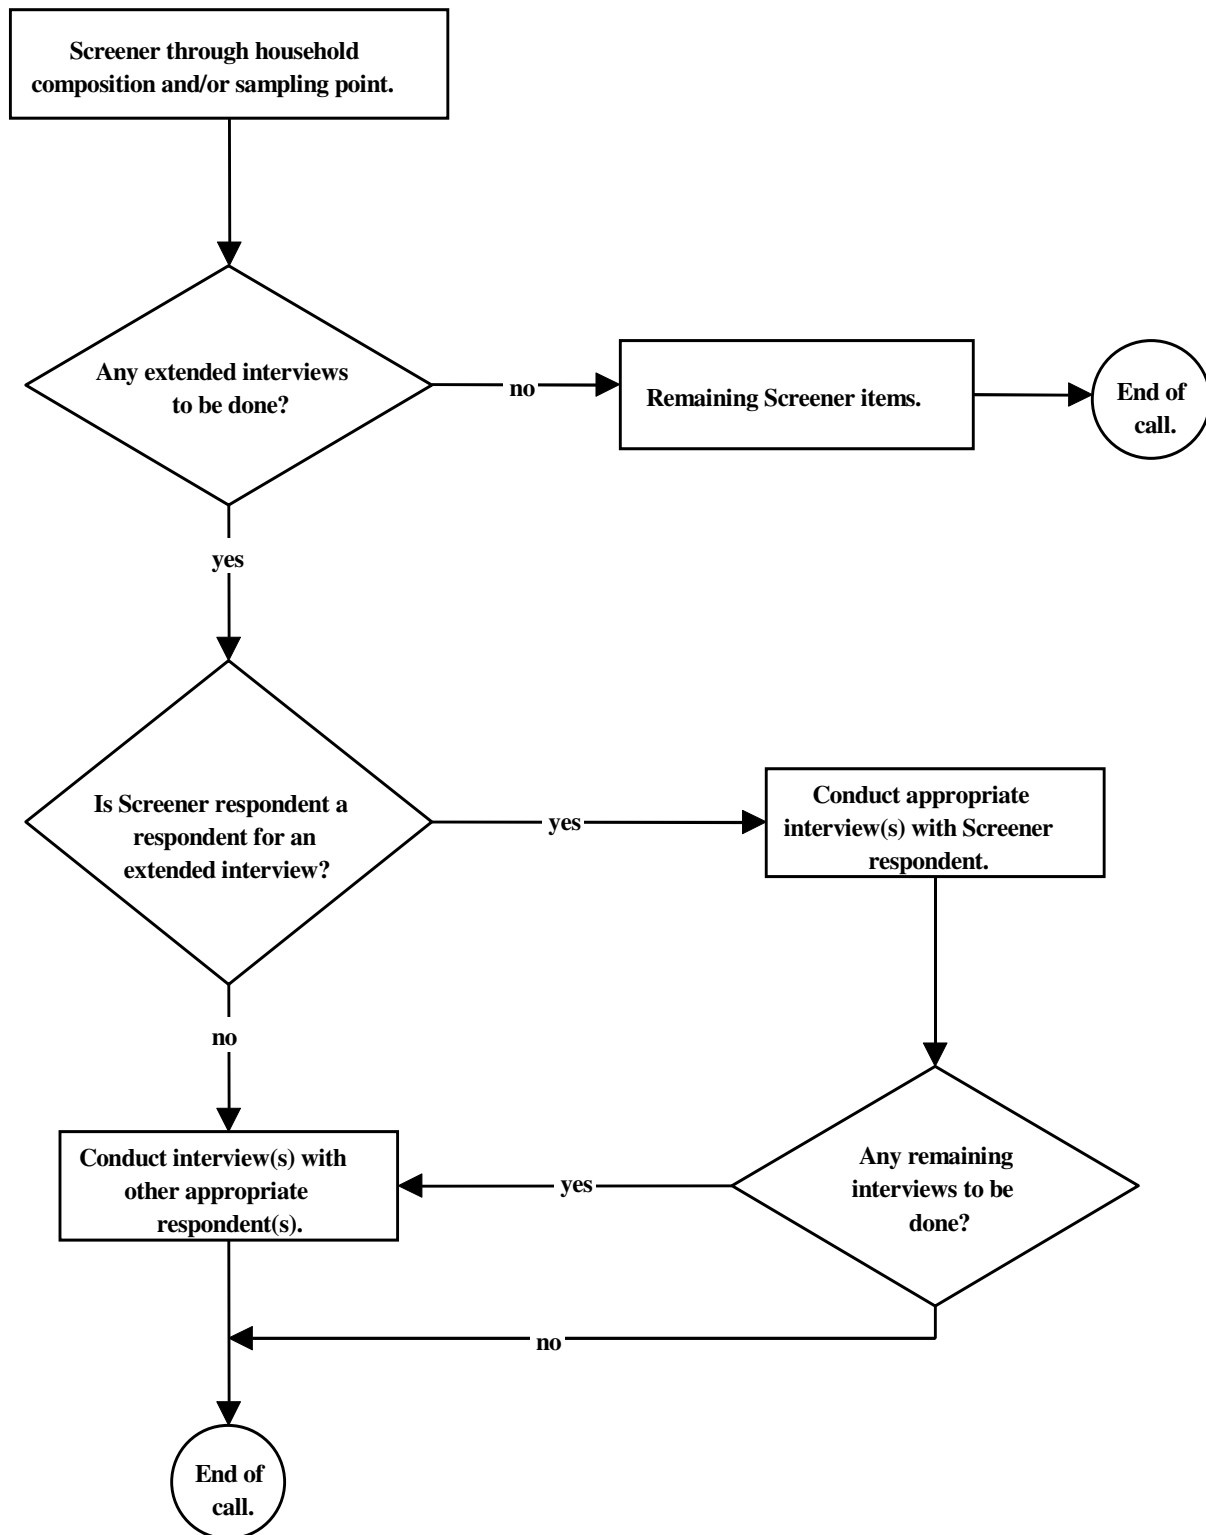 Screener through household
composition and/or sampling point.
Any extended interviews
to be done?
no
Remaining Screener items.
End of
call.
yes
Is Screener respondent a
respondent for an
extended interview?
yes
Conduct appropriate
interview(s) with Screener
respondent.
no
Conduct interview(s) with
other appropriate
respondent(s).
yes
Any remaining
interviews to be
done?
no
End of
call.